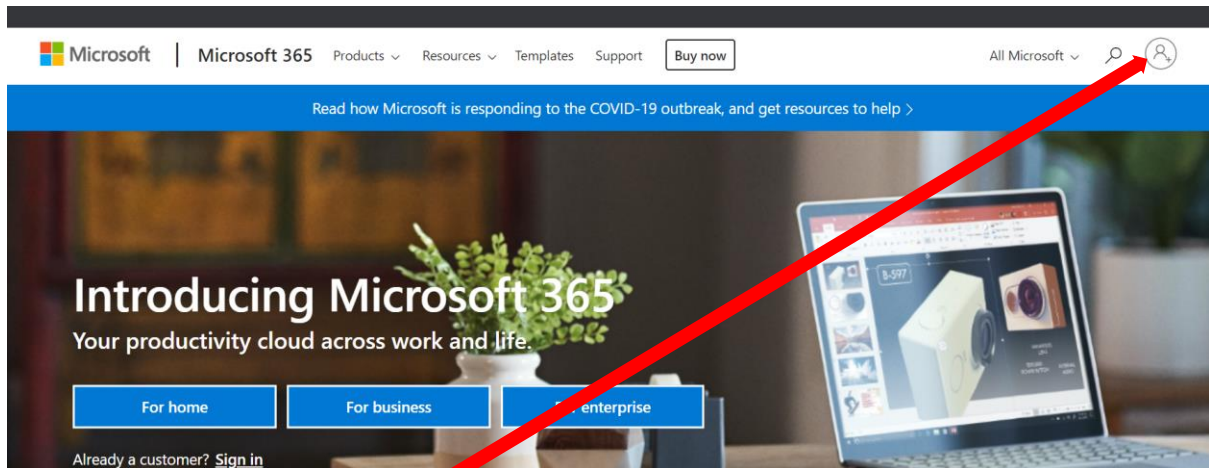 Microsoft | Microsoft 365 Products Resources Templates Support Buy now All Microsoft
Read how Microsoft is responding to the COVID-19 outbreak, and get resources to help >
Introducing Microsoft 365
Your productivity cloud across work and life.
For home For business enterprise
Already a customer? Sign in
B-597